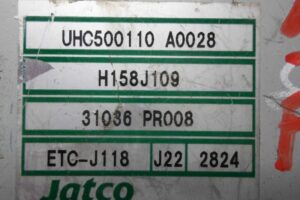 UHC500110 A0028
H158J109
31036 PR008
ETC-J118 J22 2824
Jatco